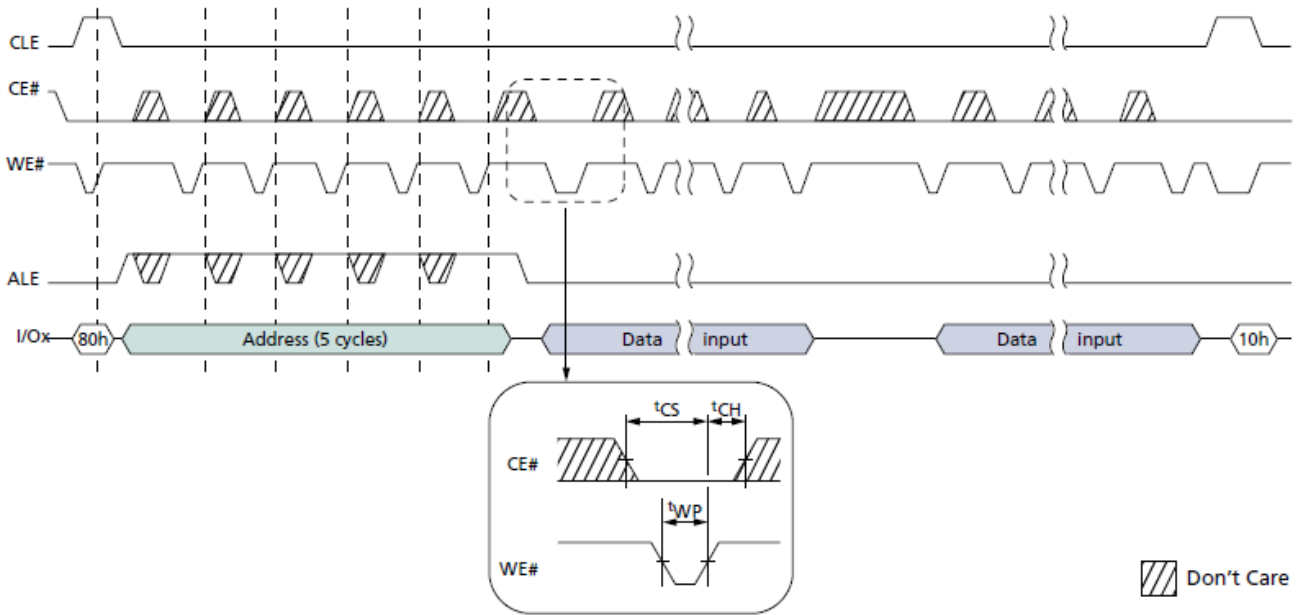 CLE
CE#
WE#
ALE
I/Ox
80h
Address (5 cycles)
Data input
Data input
10h
tCS tCH
CE#
tWP
WE#
Don't Care